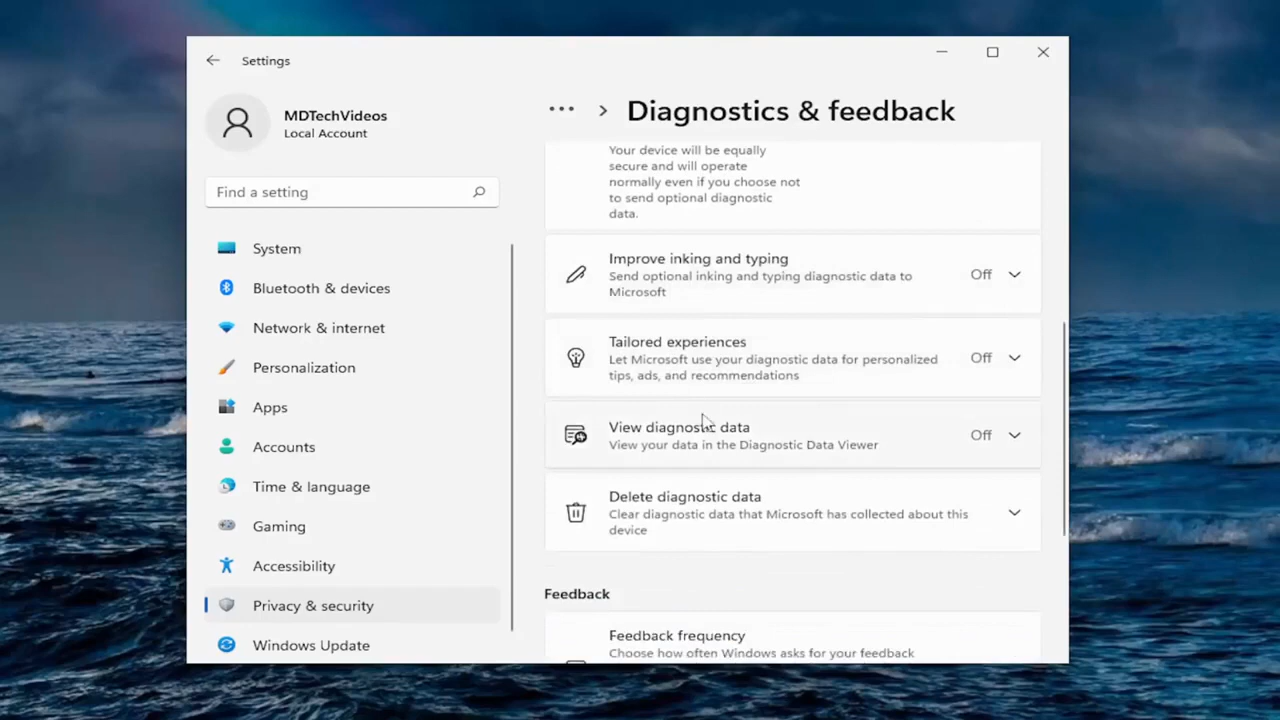 Settings
MDTechVideos
Local Account
Find a setting
System
Bluetooth & devices
Network & internet
Personalization
Apps
Accounts
Time & language
Gaming
Accessibility
Privacy & security
Windows Update
... > Diagnostics & feedback
Your device will be equally
secure and will operate
normally even if you choose not
to send optional diagnostic
data.
Improve inking and typing
Send optional inking and typing diagnostic data to
Microsoft
Off
Tailored experiences
Let Microsoft use your diagnostic data for personalized
tips, ads, and recommendations
Off
View diagnostic data
View your data in the Diagnostic Data Viewer
Off
Delete diagnostic data
Clear diagnostic data that Microsoft has collected about this
device
Feedback
Feedback frequency
Choose how often Windows asks for your feedback